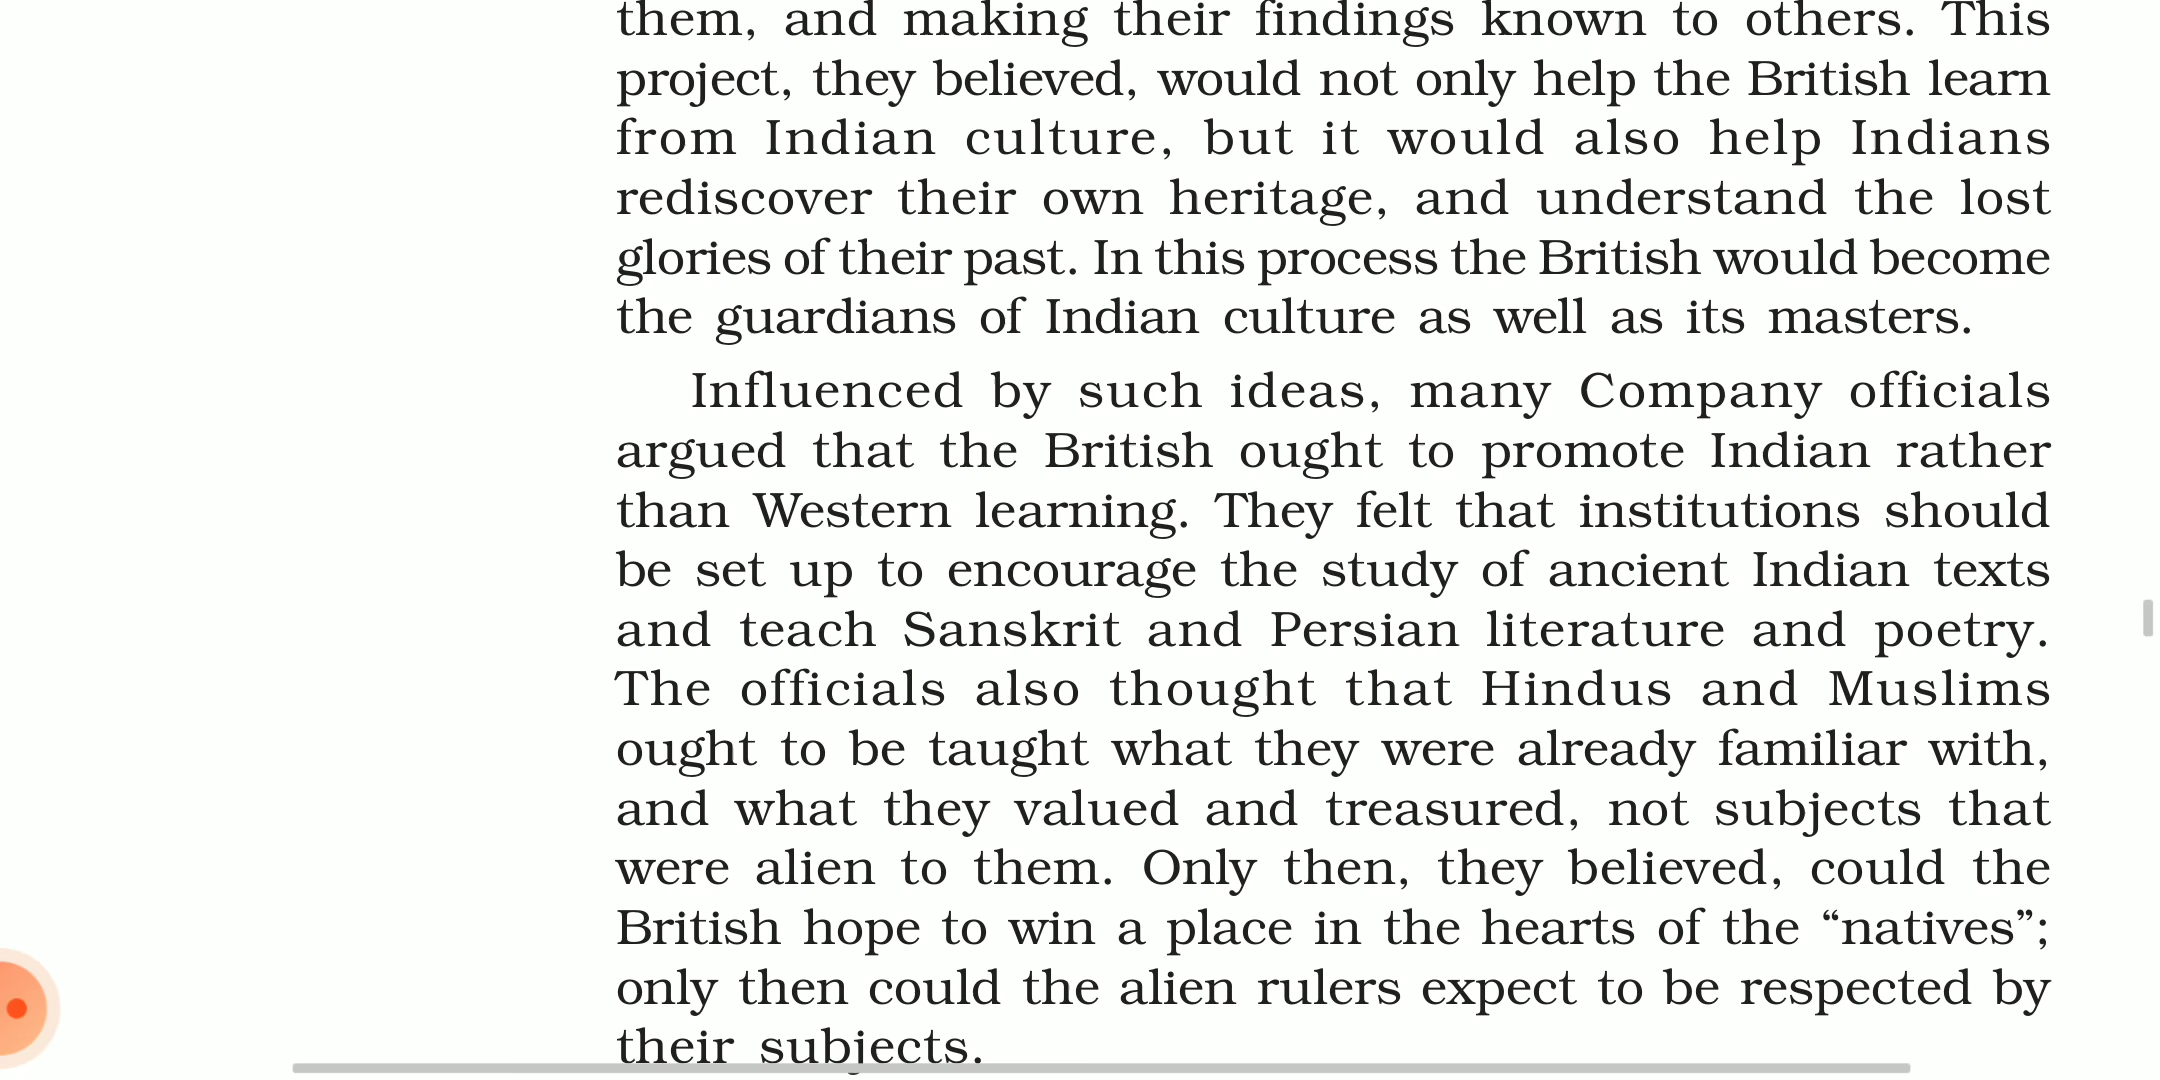 them, and making their findings known to others. This
project, they believed, would not only help the British learn
from Indian culture, but it would also help Indians
rediscover their own heritage, and understand the lost
glories of their past. In this process the British would become
the guardians of Indian culture as well as its masters.
Influenced by such ideas, many Company officials
argued that the British ought to promote Indian rather
than Western learning. They felt that institutions should
be set up to encourage the study of ancient Indian texts
and teach Sanskrit and Persian literature and poetry.
The officials also thought that Hindus and Muslims
ought to be taught what they were already familiar with,
and what they valued and treasured, not subjects that
were alien to them. Only then, they believed, could the
British hope to win a place in the hearts of the “natives”;
only then could the alien rulers expect to be respected by
their subjects.